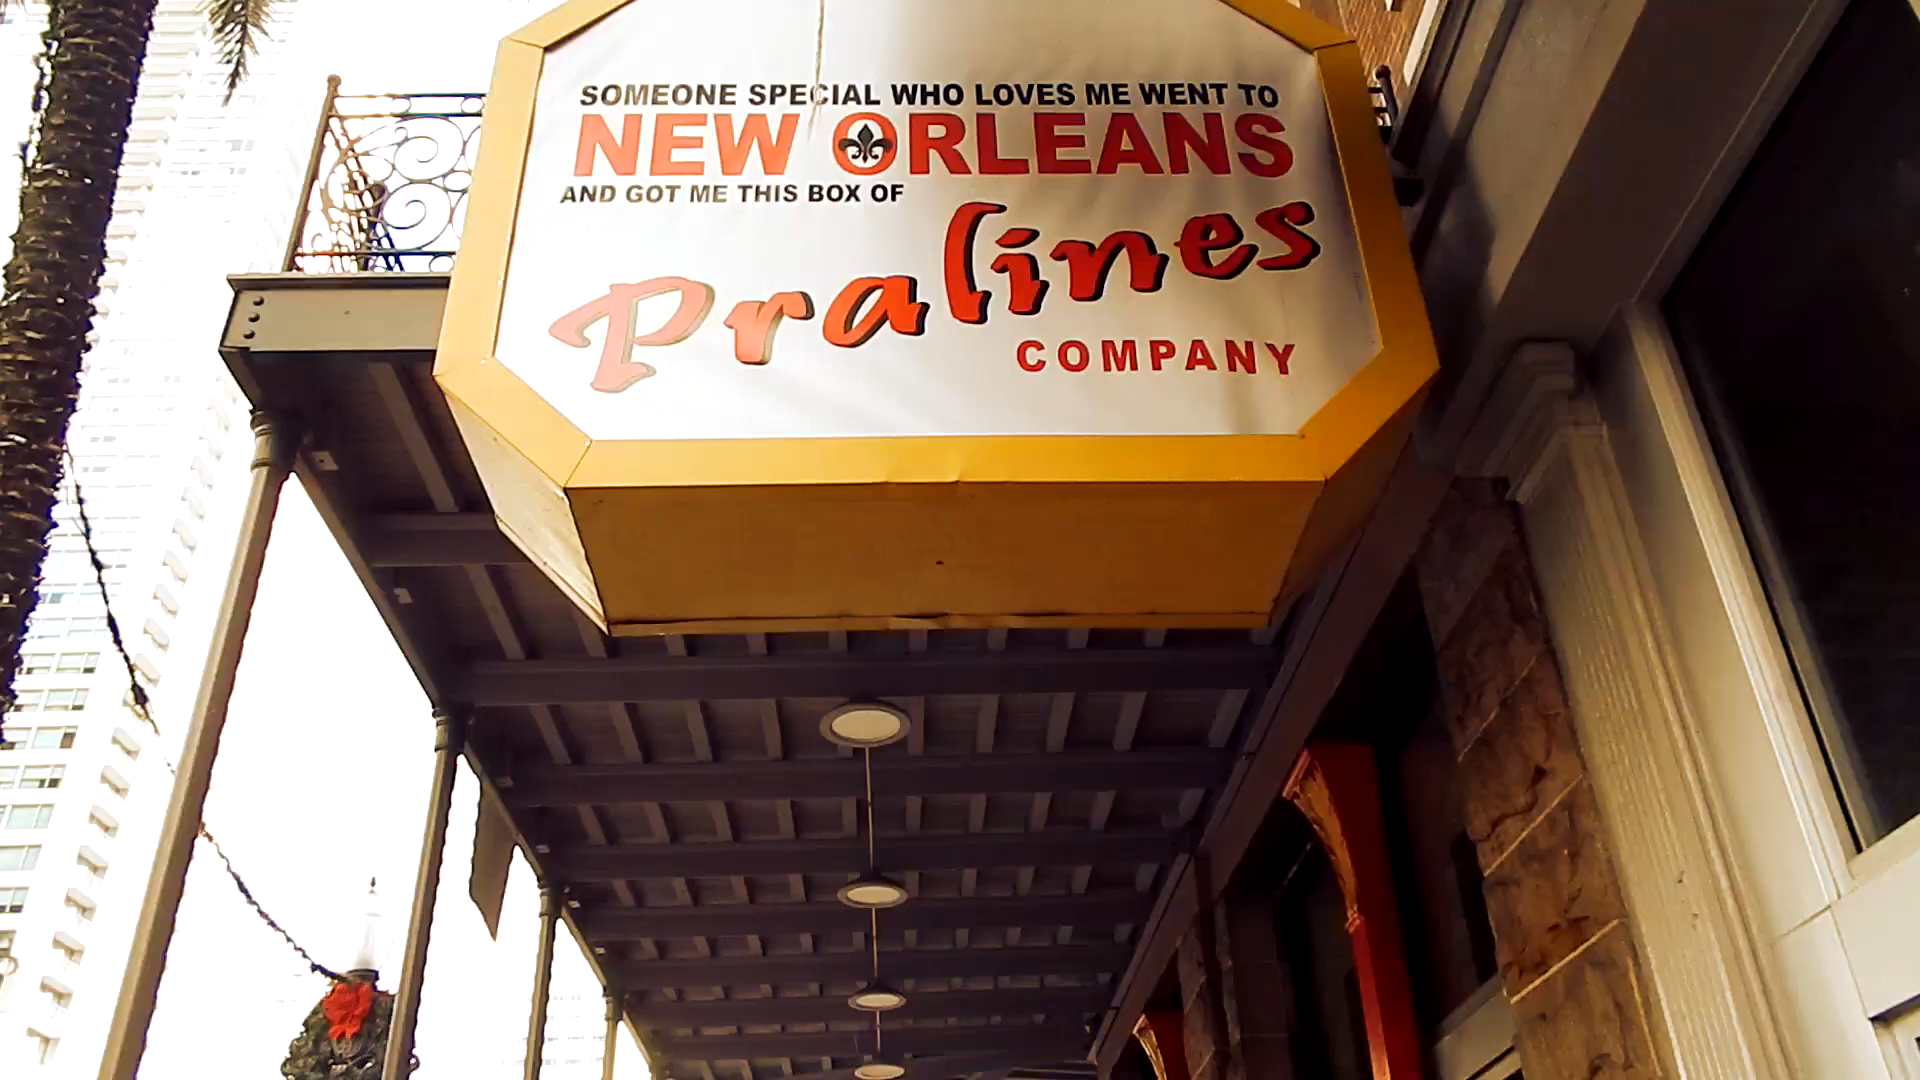 SOMEONE SPECIAL WHO LOVES ME WENT TO
NEW ORLEANS
AND GOT ME THIS BOX OF
Pralines
COMPANY